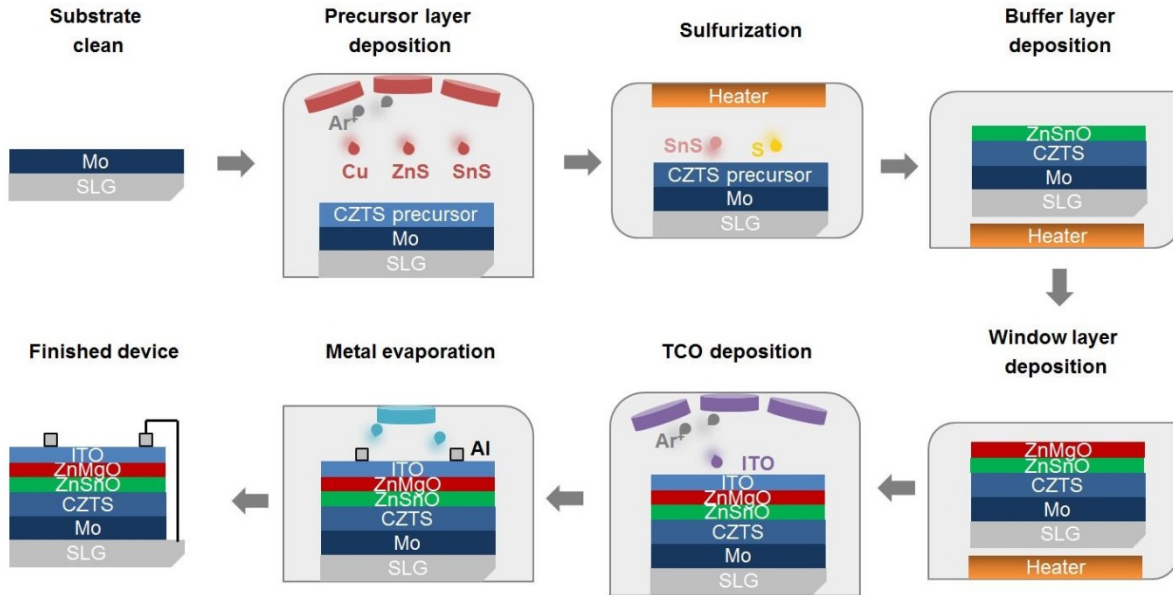 Substrate
clean
Precursor layer
deposition
Sulfurization
Buffer layer
deposition
Mo
SLG
Ar+
Cu ZnS SnS
CZTS precursor
Mo
SLG
Heater
SnS S
CZTS precursor
Mo
SLG
ZnSnO
CZTS
Mo
SLG
Heater
Finished device
Metal evaporation
TCO deposition
Window layer
deposition
ITO
ZnMgO
ZnSnO
CZTS
Mo
SLG
Al
ITO
ZnMgO
ZnSnO
CZTS
Mo
SLG
Ar+
ITO
ITO
ZnMgO
ZnSnO
CZTS
Mo
SLG
ZnMgO
ZnSnO
CZTS
Mo
SLG
Heater